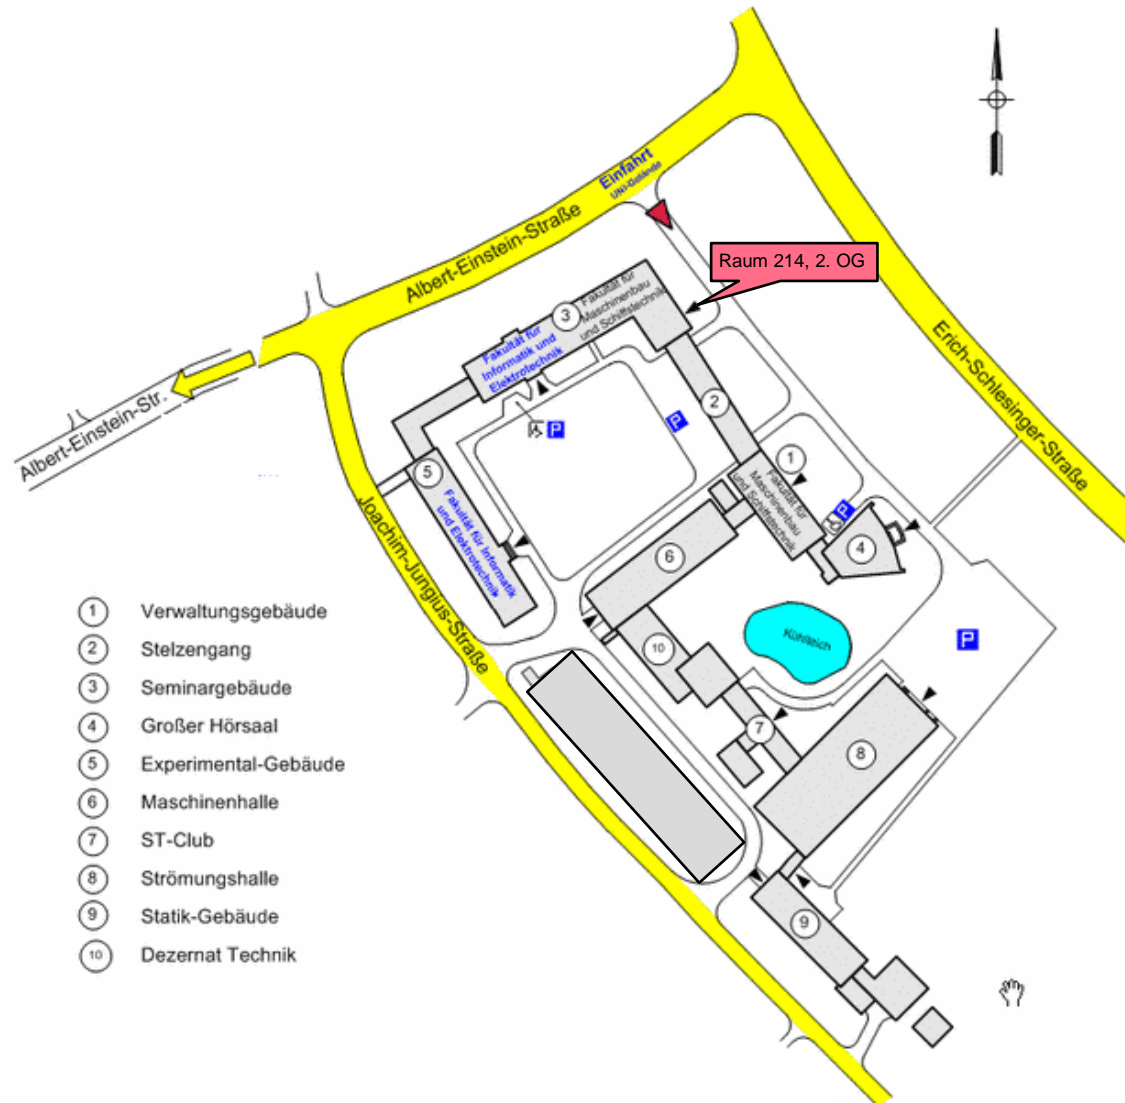 Einfahrt
UNI-Gelände
Albert-Einstein-Straße
Raum 214, 2. OG
3
Fakultät für
Maschinenbau
und Schiffstechnik
Fakultät für
Informatik und
Elektrotechnik
Erich-Schlesinger-Straße
Albert-Einstein-Str.
2
P
P
1
Fakultät für
Maschinenbau
und Schiffstechnik
5
Fakultät für Informatik
und Elektrotechnik
P
4
6
Joachim-Jungius-Straße
Kühlteich
P
10
7
8
9
1 Verwaltungsgebäude
2 Stelzengang
3 Seminargebäude
4 Großer Hörsaal
5 Experimental-Gebäude
6 Maschinenhalle
7 ST-Club
8 Strömungshalle
9 Statik-Gebäude
10 Dezernat Technik